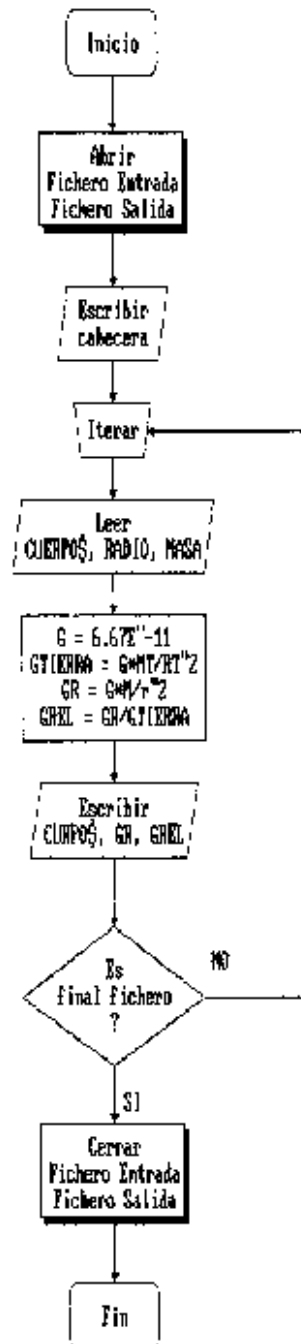 Inicio
Abrir
Fichero Entrada
Fichero Salida
Escribir
cabecera
Iterar
Leer
CUERPO$, RADIO, MASA
G = 6.67E^-11
GTIERRA = G*MT/RT^2
GR = G*M/r^2
GREL = GR/GTIERRA
Escribir
CURPO$, GR, GREL
Es
final fichero
?
NO
SI
Cerrar
Fichero Entrada
Fichero Salida
Fin